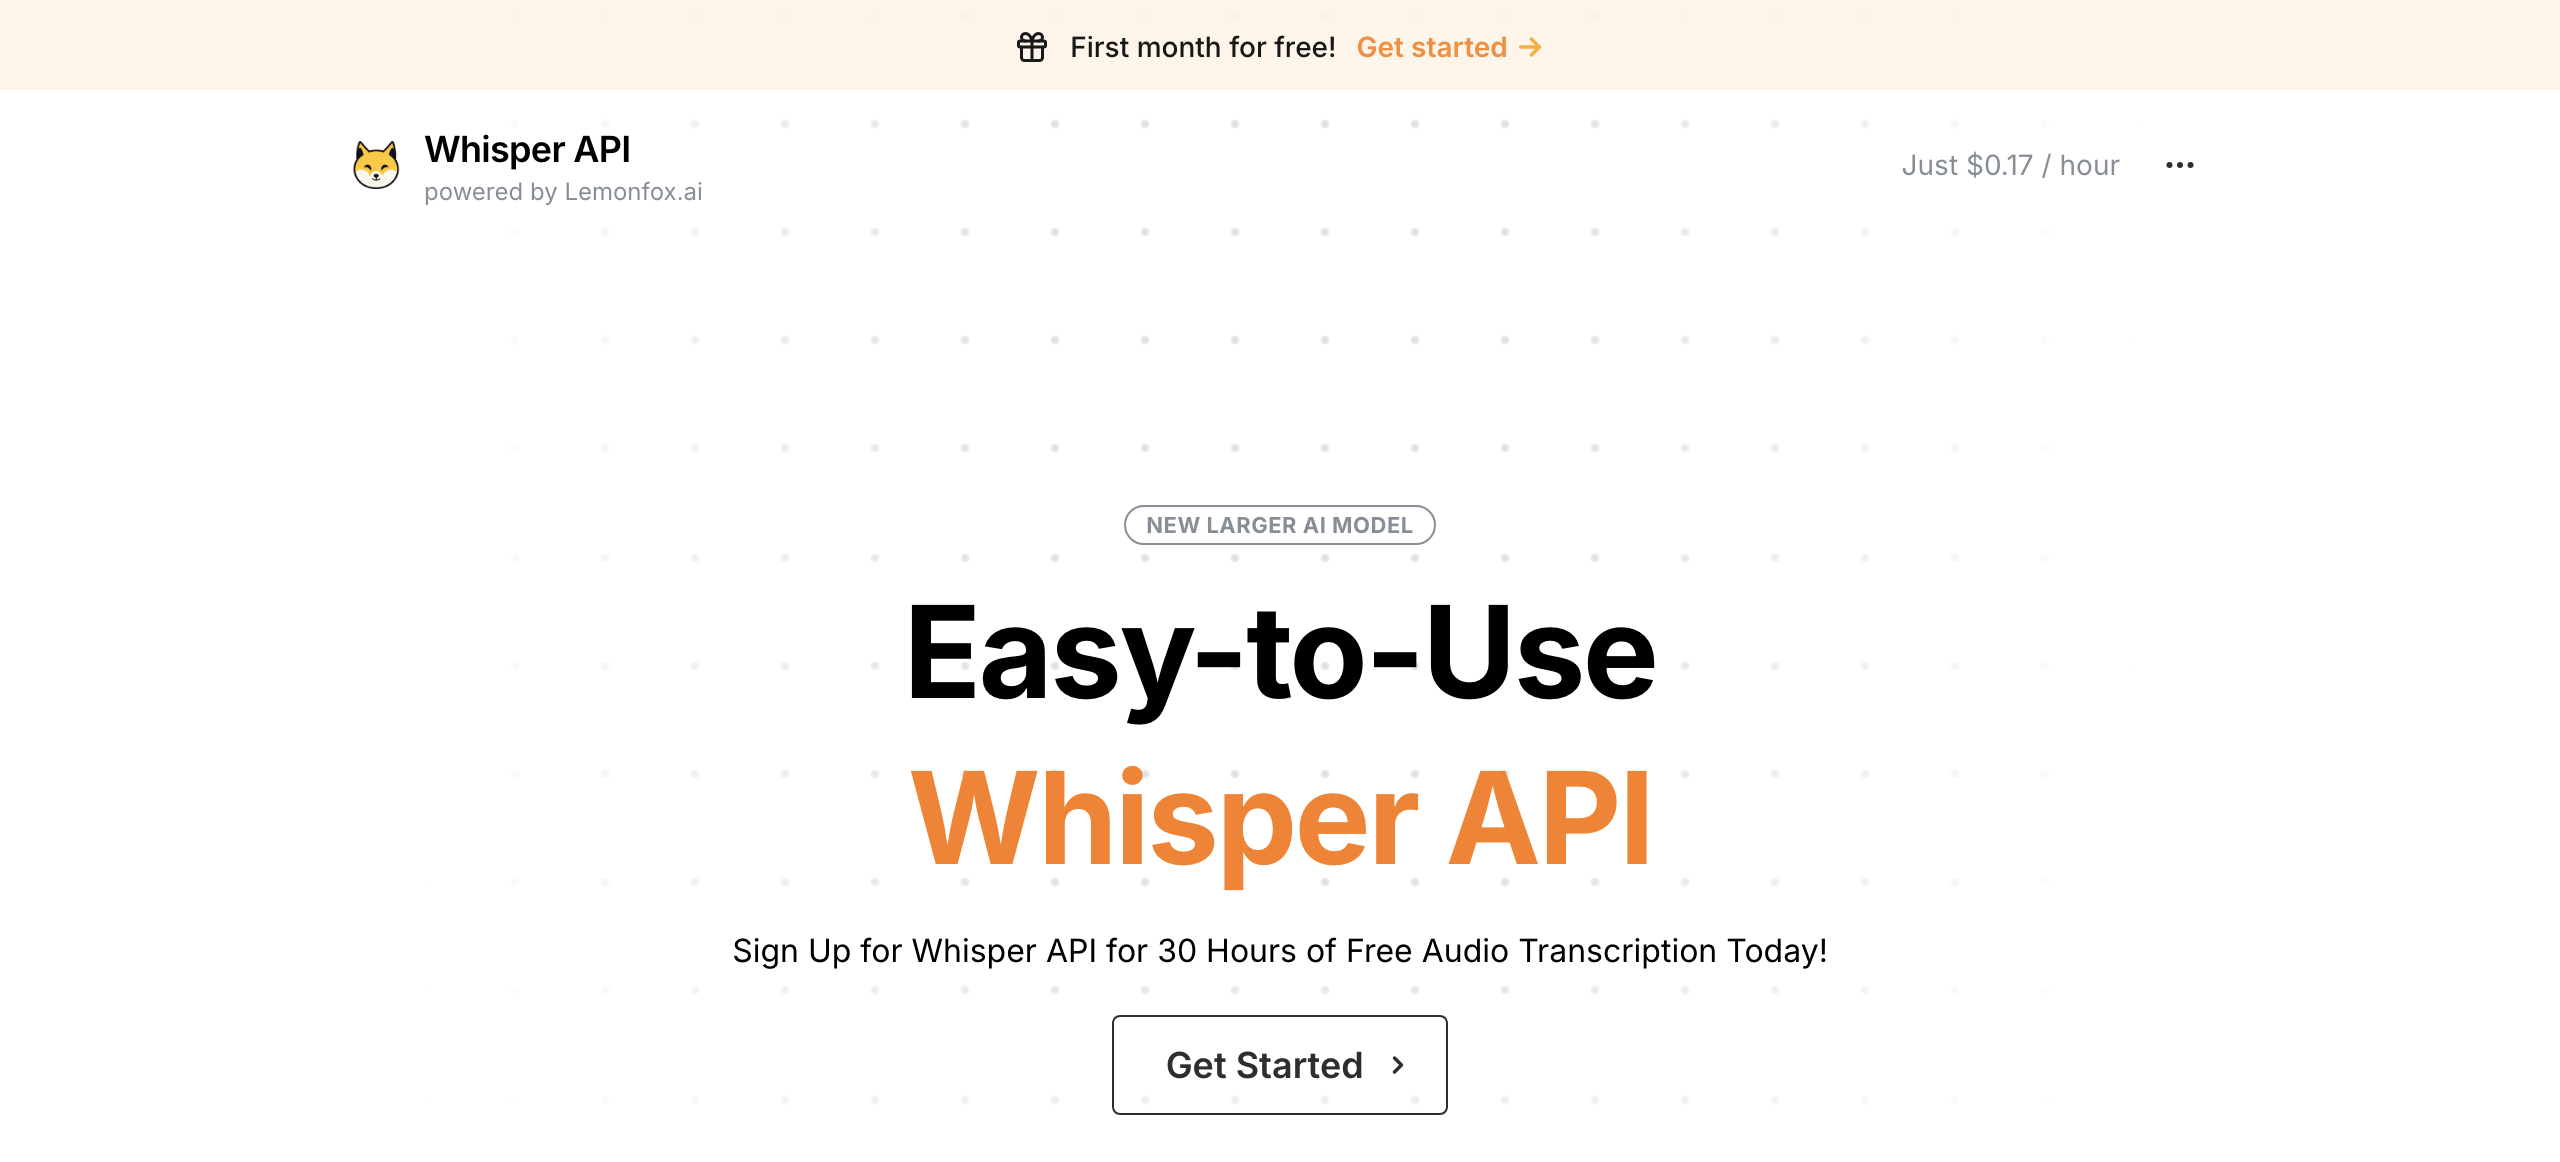 First month for free! Get started →
Whisper API
powered by Lemonfox.ai
Just $0.17 / hour
NEW LARGER AI MODEL
Easy-to-Use
Whisper API
Sign Up for Whisper API for 30 Hours of Free Audio Transcription Today!
Get Started